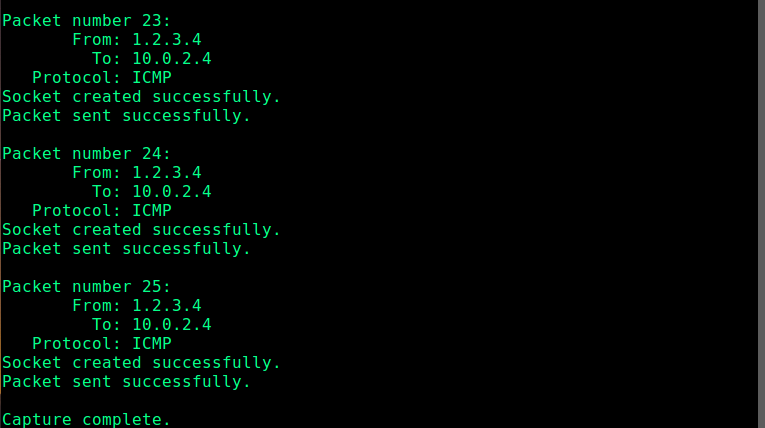 Packet number 23:
From: 1.2.3.4
To: 10.0.2.4
Protocol: ICMP
Socket created successfully.
Packet sent successfully.
Packet number 24:
From: 1.2.3.4
To: 10.0.2.4
Protocol: ICMP
Socket created successfully.
Packet sent successfully.
Packet number 25:
From: 1.2.3.4
To: 10.0.2.4
Protocol: ICMP
Socket created successfully.
Packet sent successfully.
Capture complete.